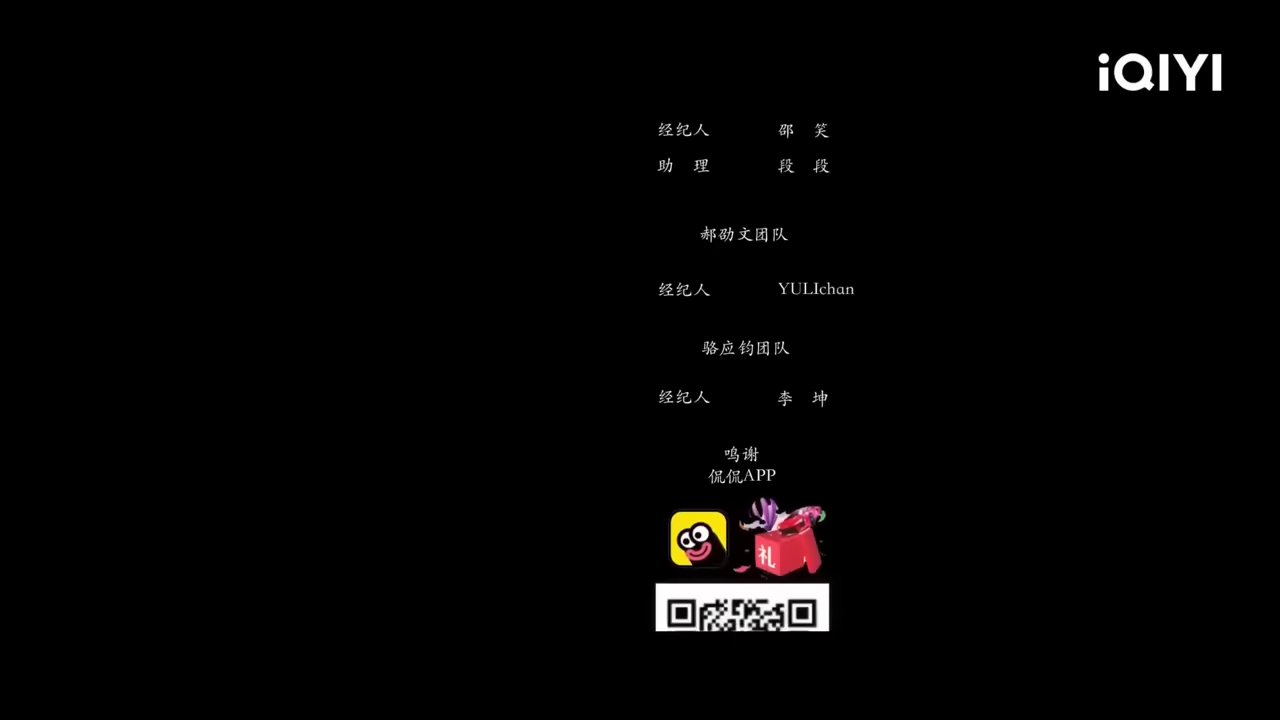 iQIYI
经纪人 邵 笑
助 理 段 段
郝劭文团队
经纪人 YULIchan
骆应钧团队
经纪人 李 坤
鸣谢
侃侃APP
礼